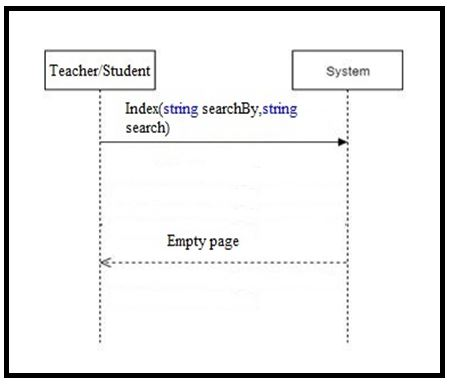 Teacher/Student
System
Index(string searchBy,string
search)
Empty page